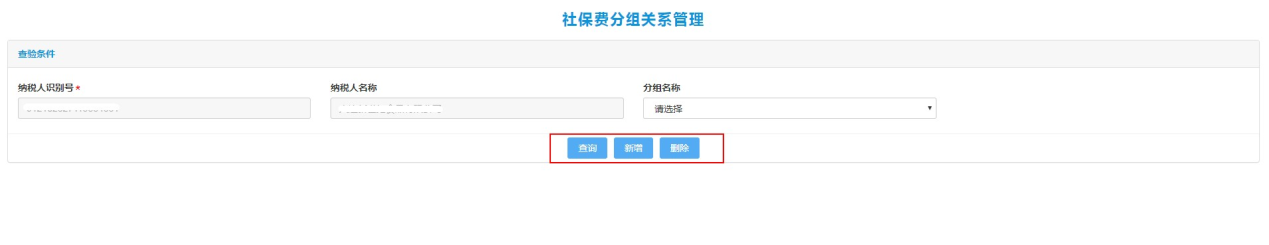 社保费分组关系管理
查验条件
纳税人识别号*
纳税人名称
分组名称
请选择
查询 新增 删除